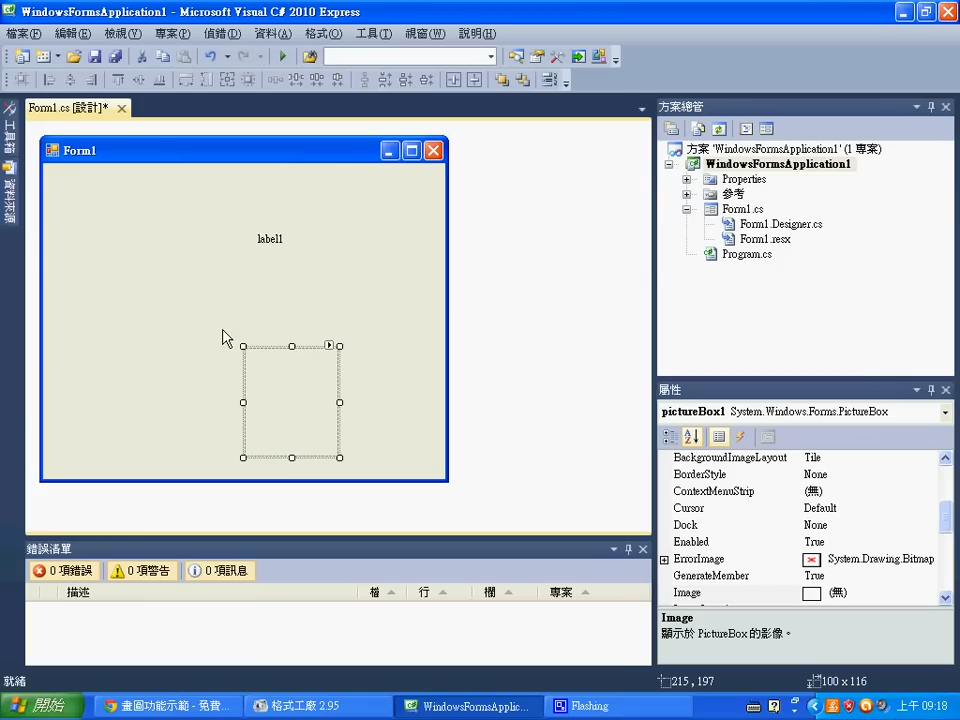 WindowsFormsApplication1 - Microsoft Visual C# 2010 Express
檔案(F) 編輯(E) 檢視(V) 專案(P) 偵錯(D) 資料(A) 格式(O) 工具(T) 視窗(W) 說明(H)
Form1.cs [設計]*
工具箱
資料來源
Form1
label1
方案總管
方案 'WindowsFormsApplication1' (1 專案)
WindowsFormsApplication1
Properties
參考
Form1.cs
Form1.Designer.cs
Form1.resx
Program.cs
屬性
pictureBox1 System.Windows.Forms.PictureBox
BackgroundImageLayout Tile
BorderStyle None
ContextMenuStrip (無)
Cursor Default
Dock None
Enabled True
ErrorImage System.Drawing.Bitmap
GenerateMember True
Image (無)
Image
顯示於 PictureBox 的影像。
錯誤清單
0 項錯誤 0 項警告 0 項訊息
描述 檔 行 欄 專案
就緒 215, 197 100 x 116
開始 畫圖功能示範 - 免費... 格式工廠 2.95 WindowsFormsApplic... Flashing 上午 09:18